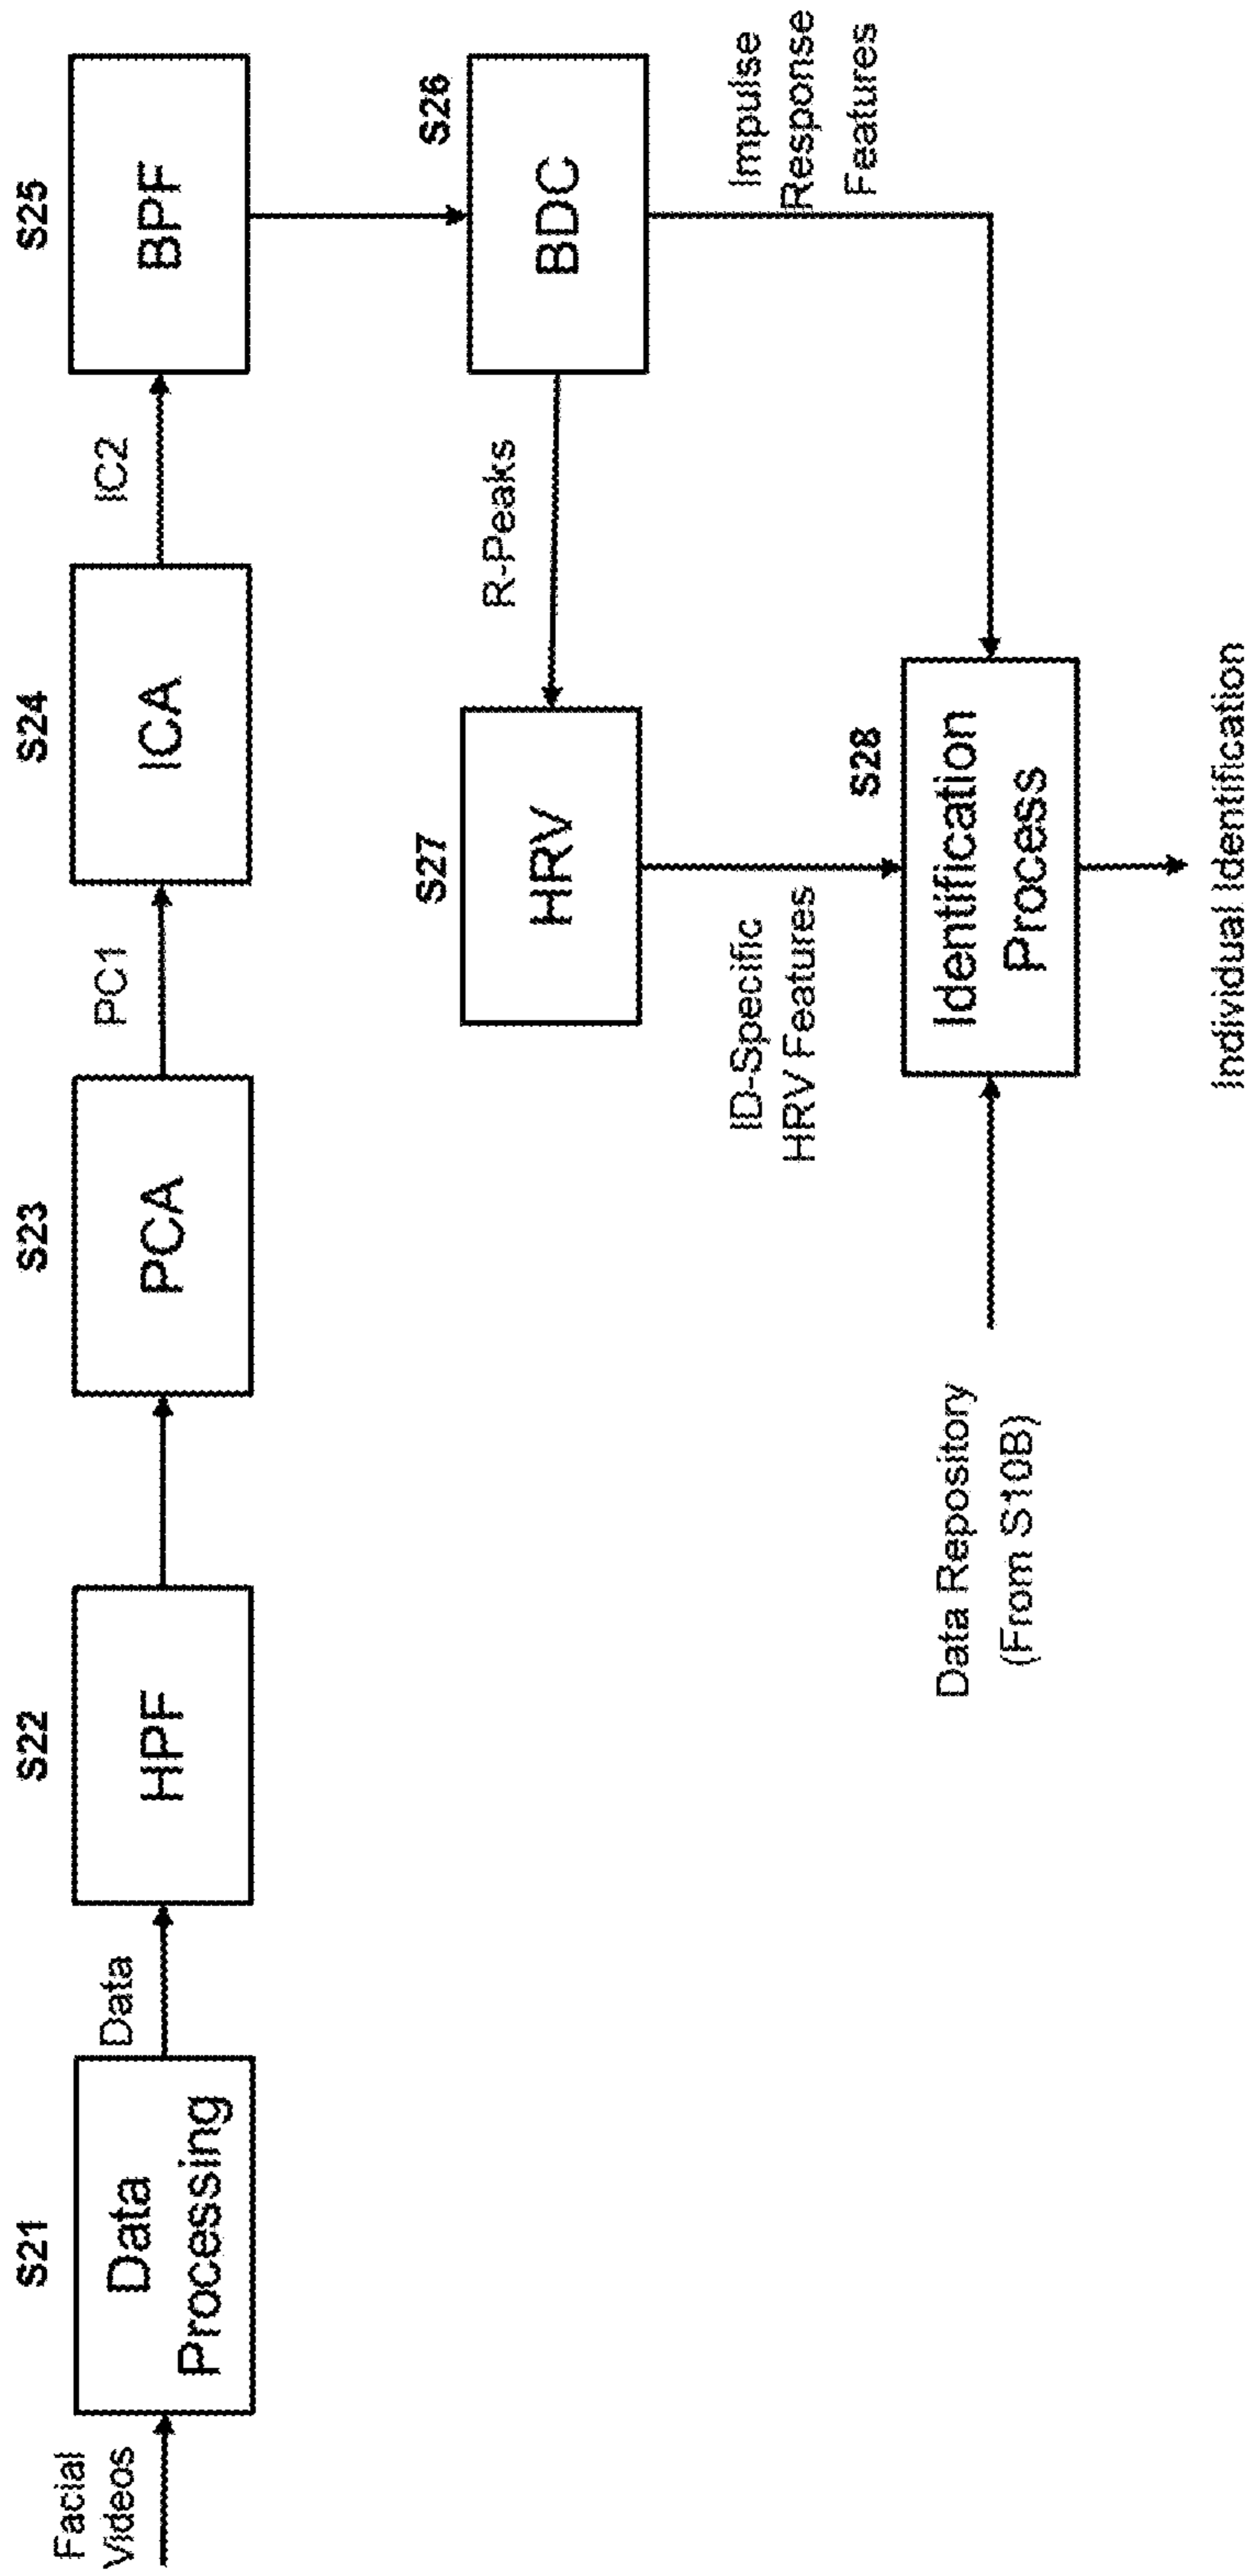 S21
S22
S23
S24
S25
Facial
Videos
Data
Processing
Data
HPF
PCA
PC1
ICA
IC2
BPF
S27
HRV
R-Peaks
S26
BDC
ID-Specific
HRV Features
Impulse
Response
Features
S28
Data Repository
(From S10B)
Identification
Process
Individual Identification